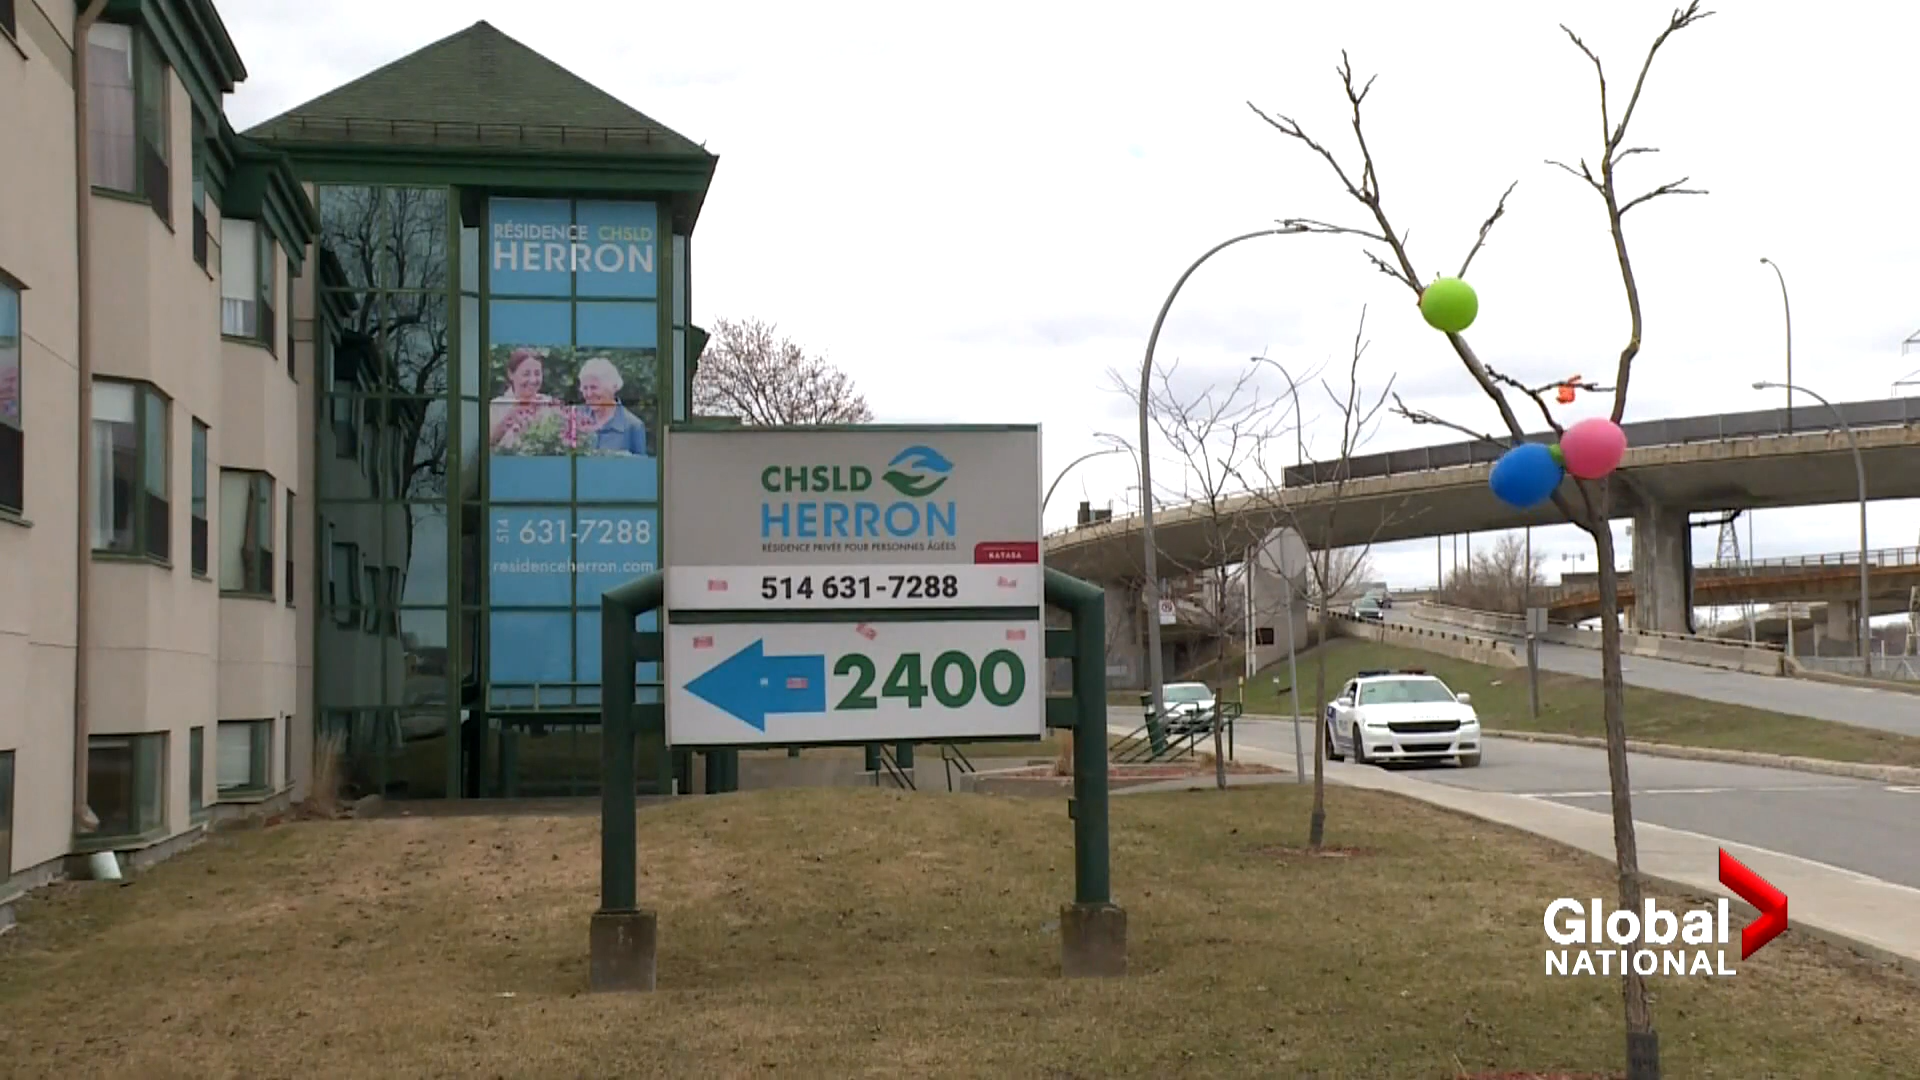 RÉSIDENCE CHSLD
HERRON
514 631-7288
residenceherron.com
CHSLD
HERRON
RÉSIDENCE PRIVÉE POUR PERSONNES ÂGÉES
KATASA
514 631-7288
2400
Global
NATIONAL